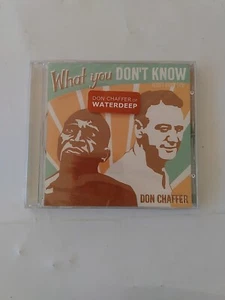 What you DON'T KNOW
DON CHAFFER of
WATERDEEP
DON CHAFFER